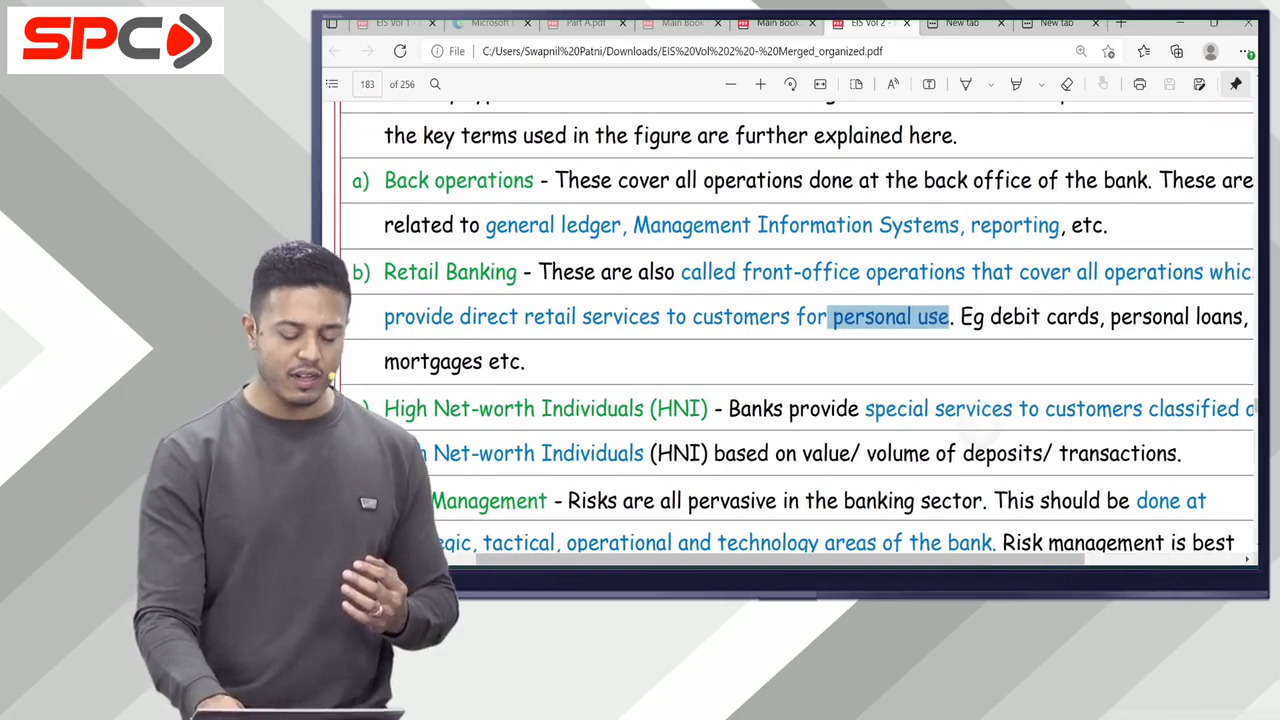 SPC
EIS Vol 1 -
Microsoft
Part A.pdf
Main Book
Main Book
EIS Vol 2 -
New tab
New tab
File
C:/Users/Swapnil%20Patni/Downloads/EIS%20Vol%202%20-%20Merged_organized.pdf
183 of 256
the key terms used in the figure are further explained here.
a) Back operations - These cover all operations done at the back office of the bank. These are
related to general ledger, Management Information Systems, reporting, etc.
b) Retail Banking - These are also called front-office operations that cover all operations whic
provide direct retail services to customers for personal use. Eg debit cards, personal loans,
mortgages etc.
High Net-worth Individuals (HNI) - Banks provide special services to customers classified
Net-worth Individuals (HNI) based on value/ volume of deposits/ transactions.
Management - Risks are all pervasive in the banking sector. This should be done at
tactical, operational and technology areas of the bank. Risk management is best